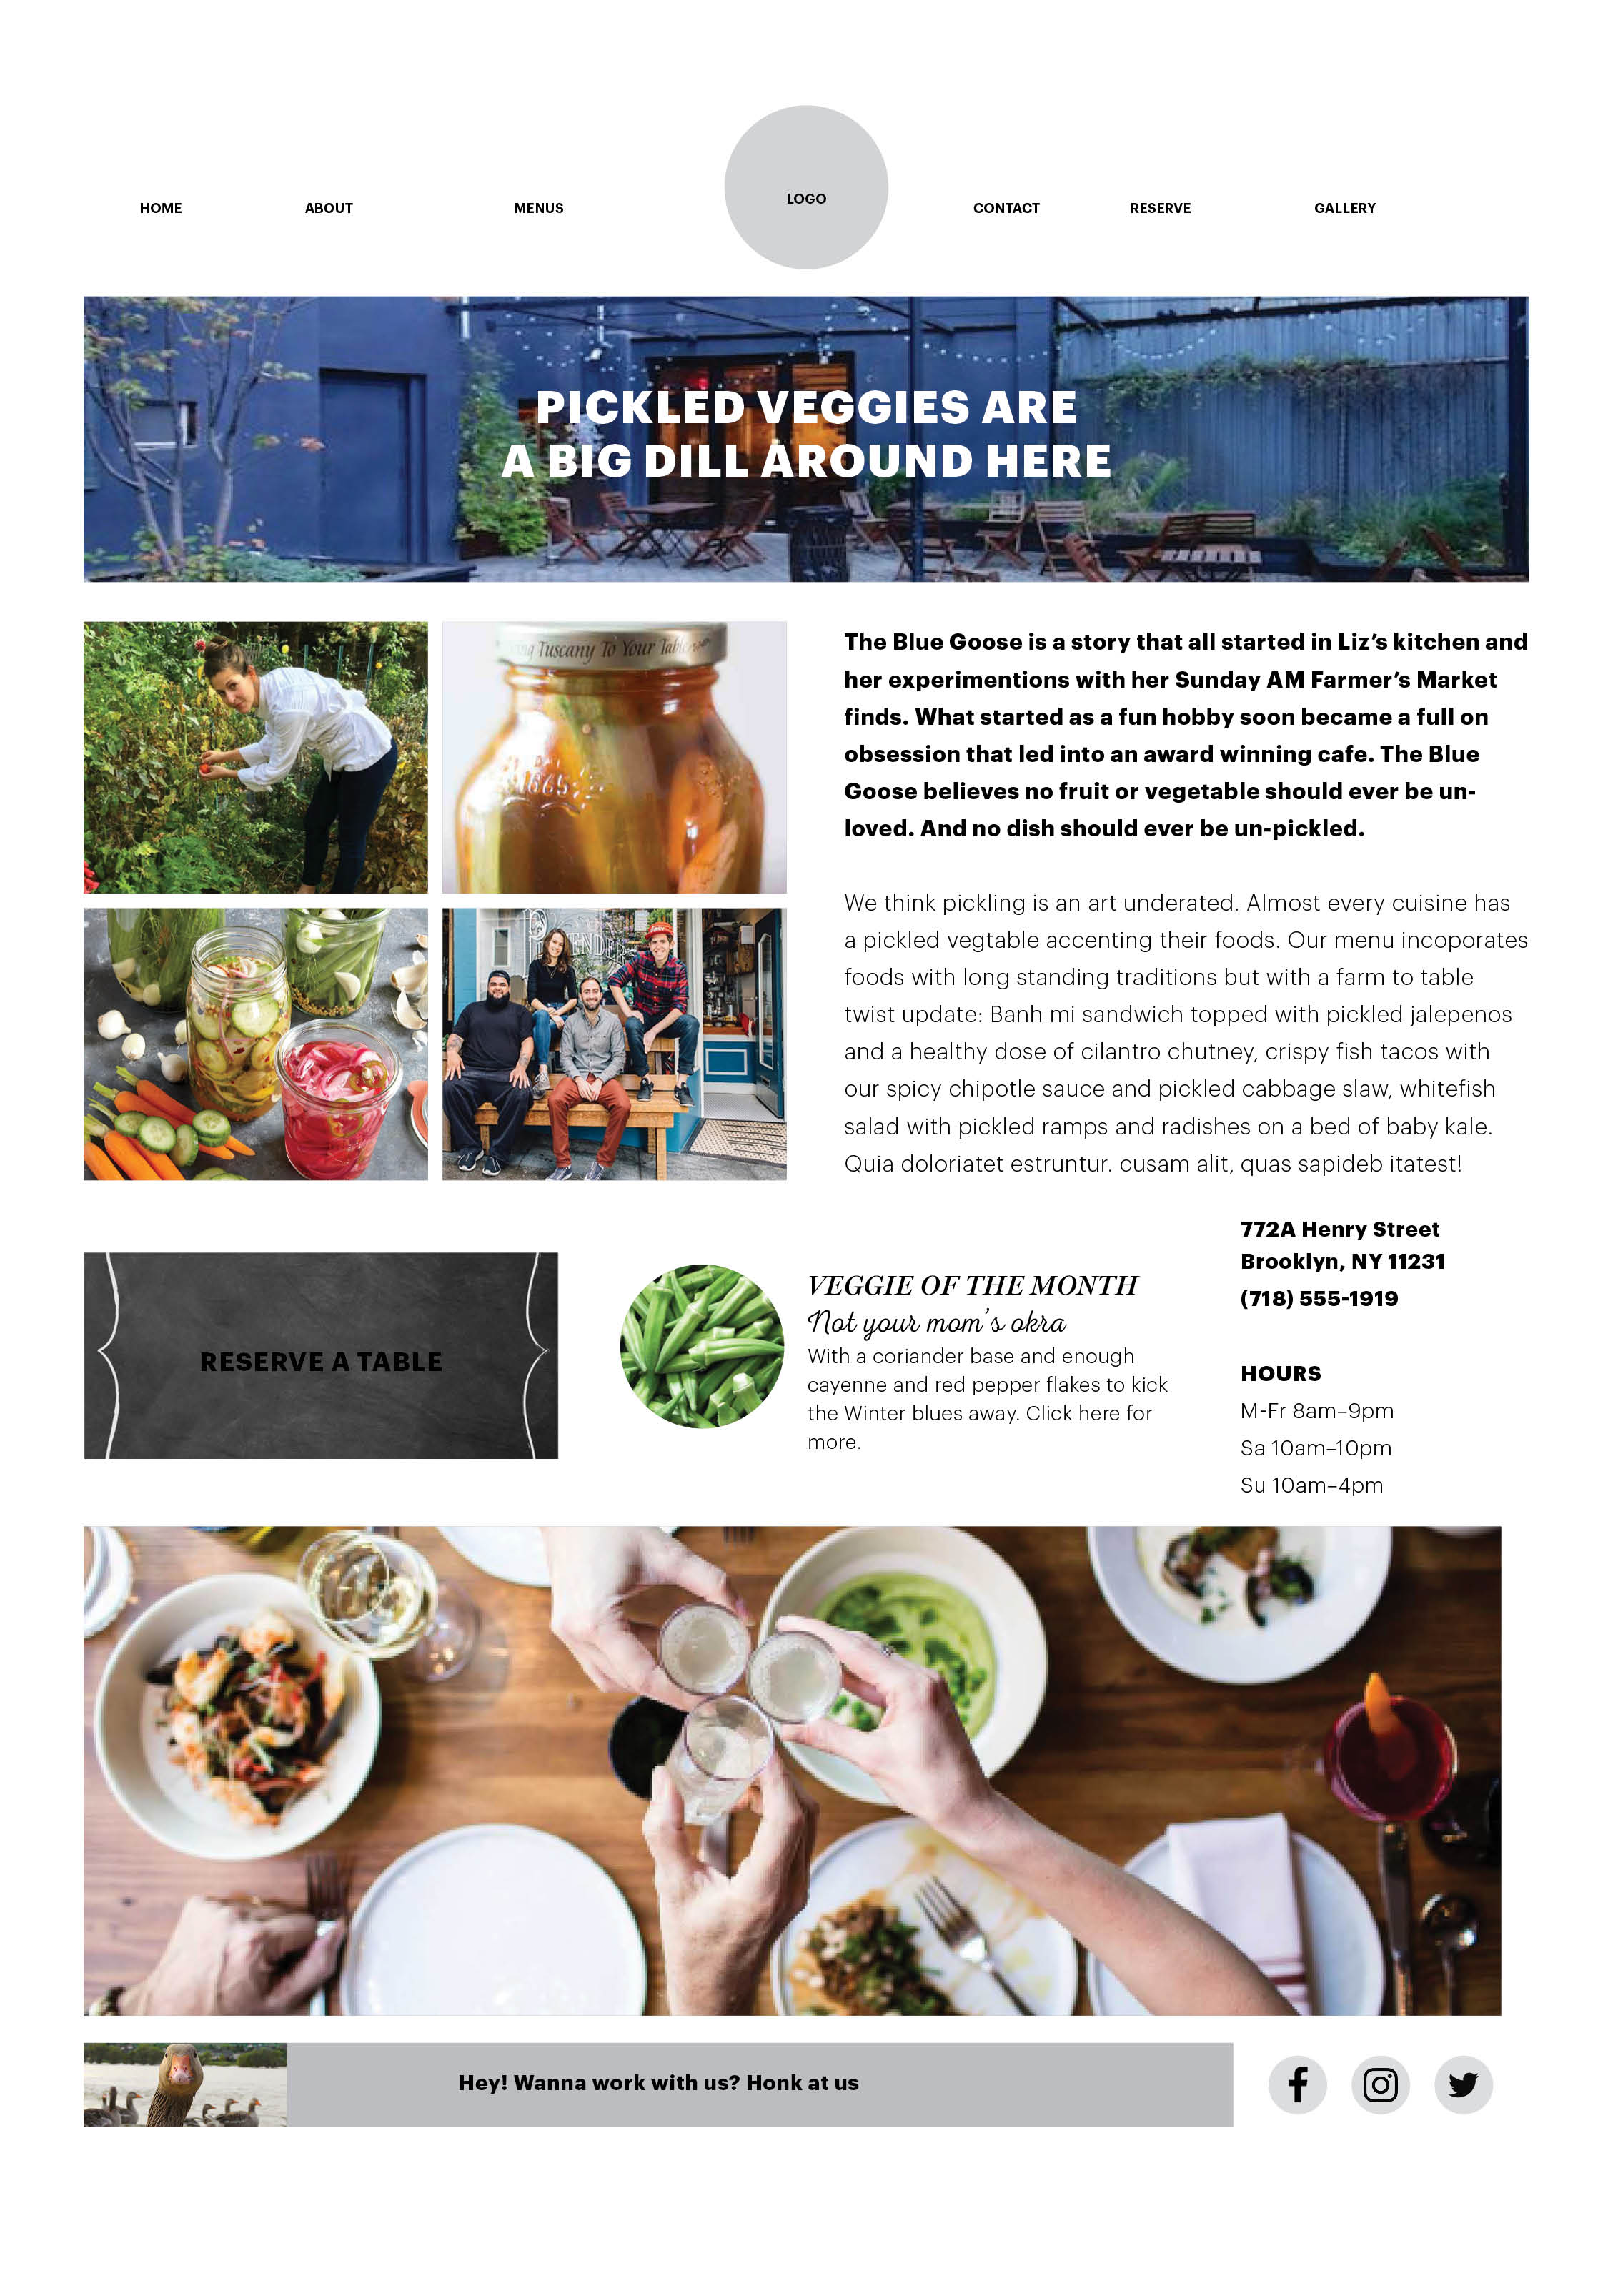 HOME
ABOUT
MENUS
LOGO
CONTACT
RESERVE
GALLERY
PICKLED VEGGIES ARE
A BIG DILL AROUND HERE
Tuscany To Your Table
The Blue Goose is a story that all started in Liz’s kitchen and
her experimentions with her Sunday AM Farmer’s Market
finds. What started as a fun hobby soon became a full on
obsession that led into an award winning cafe. The Blue
Goose believes no fruit or vegetable should ever be un-
loved. And no dish should ever be un-pickled.
We think pickling is an art underated. Almost every cuisine has
a pickled vegtable accenting their foods. Our menu incoporates
foods with long standing traditions but with a farm to table
twist update: Banh mi sandwich topped with pickled jalepenos
and a healthy dose of cilantro chutney, crispy fish tacos with
our spicy chipotle sauce and pickled cabbage slaw, whitefish
salad with pickled ramps and radishes on a bed of baby kale.
Quia doloriatet estruntur. cusam alit, quas sapideb itatest!
RESERVE A TABLE
VEGGIE OF THE MONTH
Not your mom’s okra
With a coriander base and enough
cayenne and red pepper flakes to kick
the Winter blues away. Click here for
more.
772A Henry Street
Brooklyn, NY 11231
(718) 555-1919
HOURS
M-Fr 8am–9pm
Sa 10am–10pm
Su 10am–4pm
Hey! Wanna work with us? Honk at us